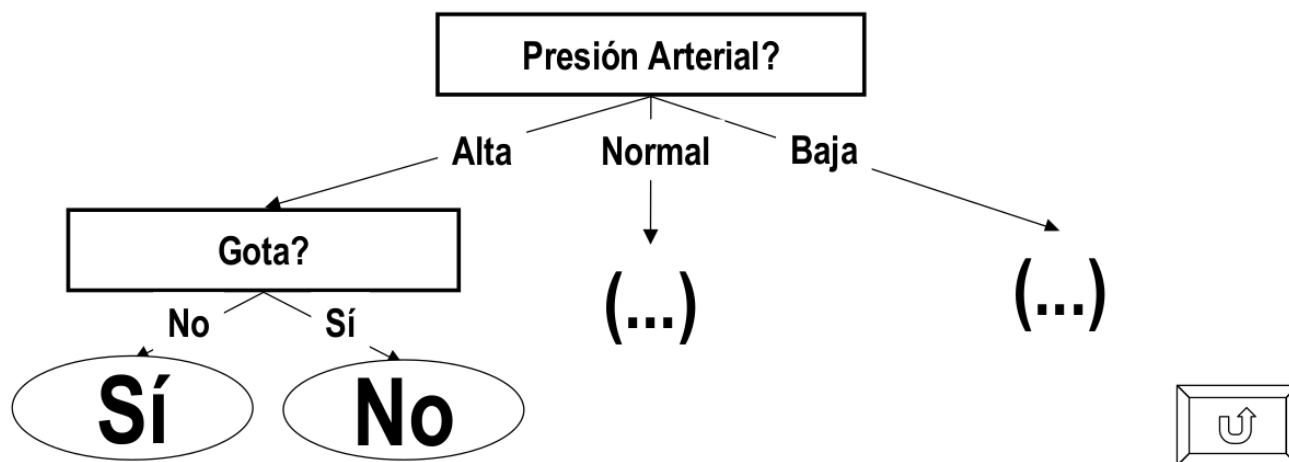 Presión Arterial?
Alta Normal Baja
Gota?
(...) (...)
No Sí
Sí No